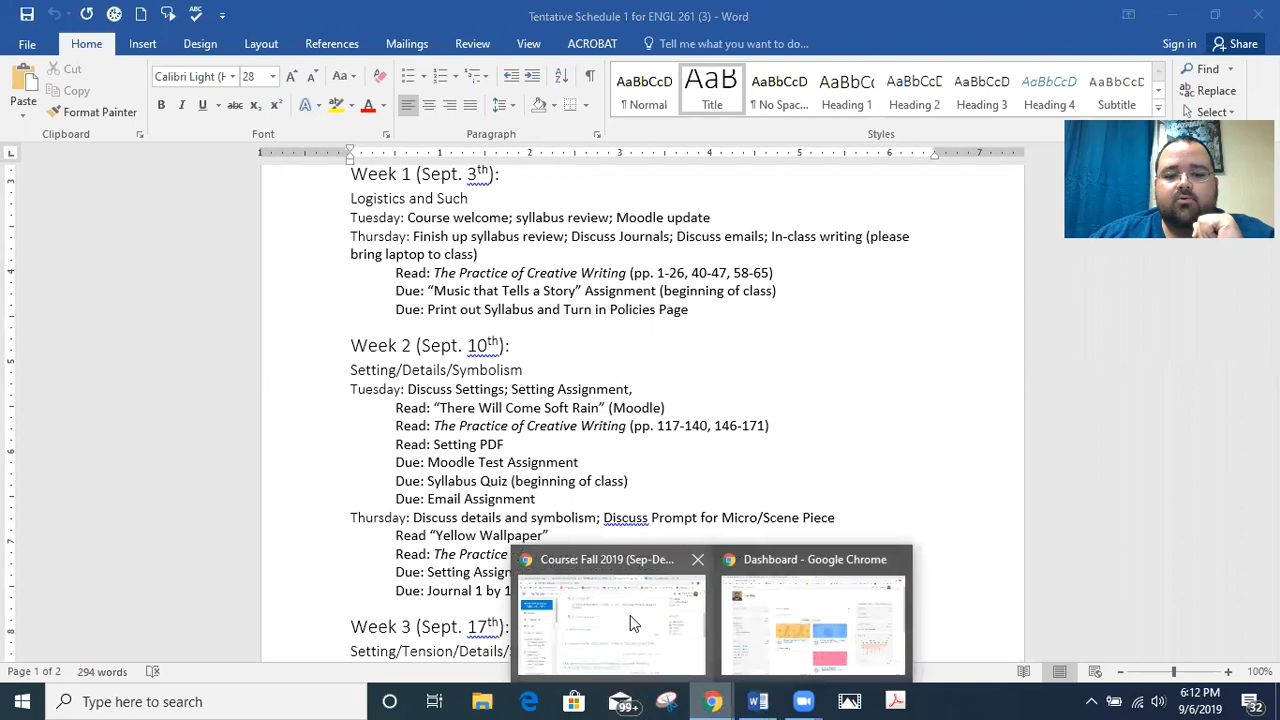 Tentative Schedule for ENGL 261 (3) - Word
File Home Insert Design Layout References Mailings Review View ACROBAT Tell me what you want to do... Sign in Share
Paste
Cut
Copy
Format Painter
Calibri Light (H 28
AaBbCcD AaB AaBbCcD AaBbCcC AaBbCcD AaBbCcD AaBbCcD AaBbCcD
¶ Normal Title ¶ No Spacin... Heading 1 Heading 2 Heading 3 Heading 4 Subtitle
Find
Replace
Select
Clipboard Font Paragraph Styles
1 1 2 3 4 5 6 7
Week 1 (Sept. 3th):
Logistics and Such
Tuesday: Course welcome; syllabus review; Moodle update
Thursday: Finish up syllabus review; Discuss Journals; Discuss emails; In-class writing (please
bring laptop to class)
Read: The Practice of Creative Writing (pp. 1-26, 40-47, 58-65)
Due: “Music that Tells a Story” Assignment (beginning of class)
Due: Print out Syllabus and Turn in Policies Page
Week 2 (Sept. 10th):
Setting/Details/Symbolism
Tuesday: Discuss Settings; Setting Assignment,
Read: “There Will Come Soft Rain” (Moodle)
Read: The Practice of Creative Writing (pp. 117-140, 146-171)
Read: Setting PDF
Due: Moodle Test Assignment
Due: Syllabus Quiz (beginning of class)
Due: Email Assignment
Thursday: Discuss details and symbolism; Discuss Prompt for Micro/Scene Piece
Read “Yellow Wallpaper”
Read: The Practice
Due: Setting Assign
Due: Journal 1 by 1
Week 3 (Sept. 17th):
Setting/Tension/Details/
Course: Fall 2019 (Sep-De...
Dashboard - Google Chrome
294 words
100%
Type here to search
99+
6:12 PM
9/6/2019
32